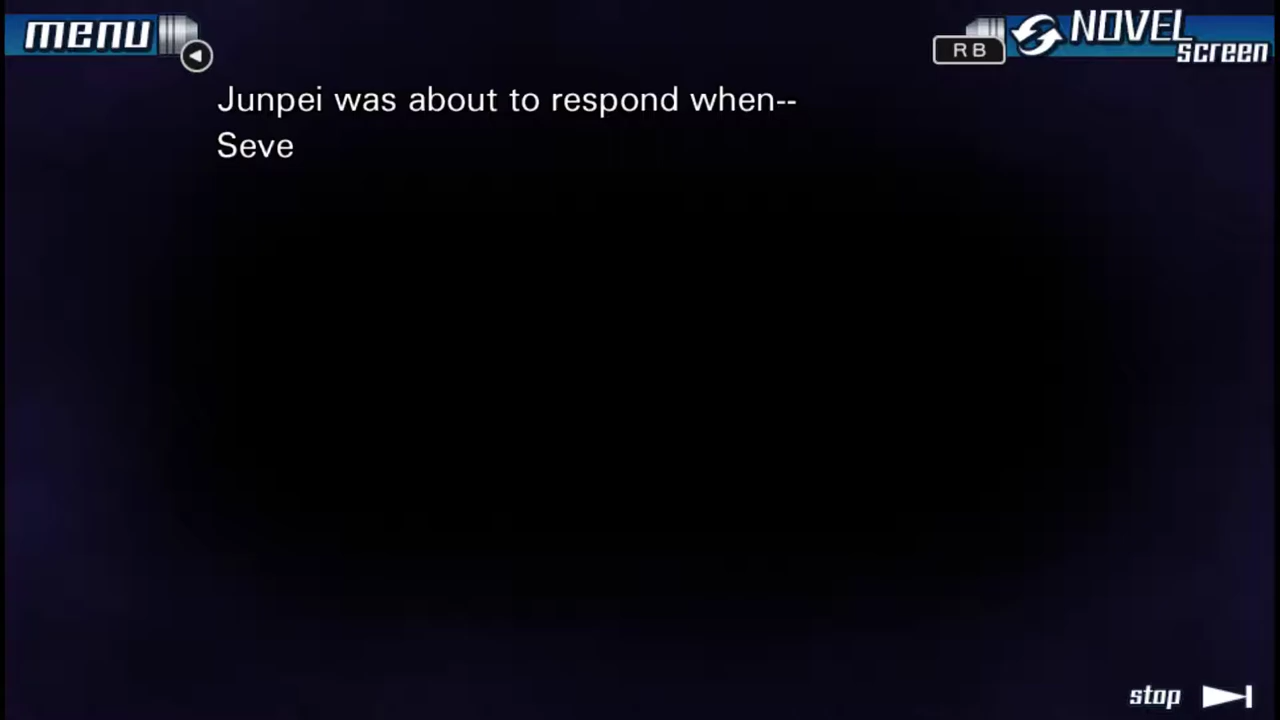 menu
RB
NOVEL
screen
Junpei was about to respond when--
Seve
stop